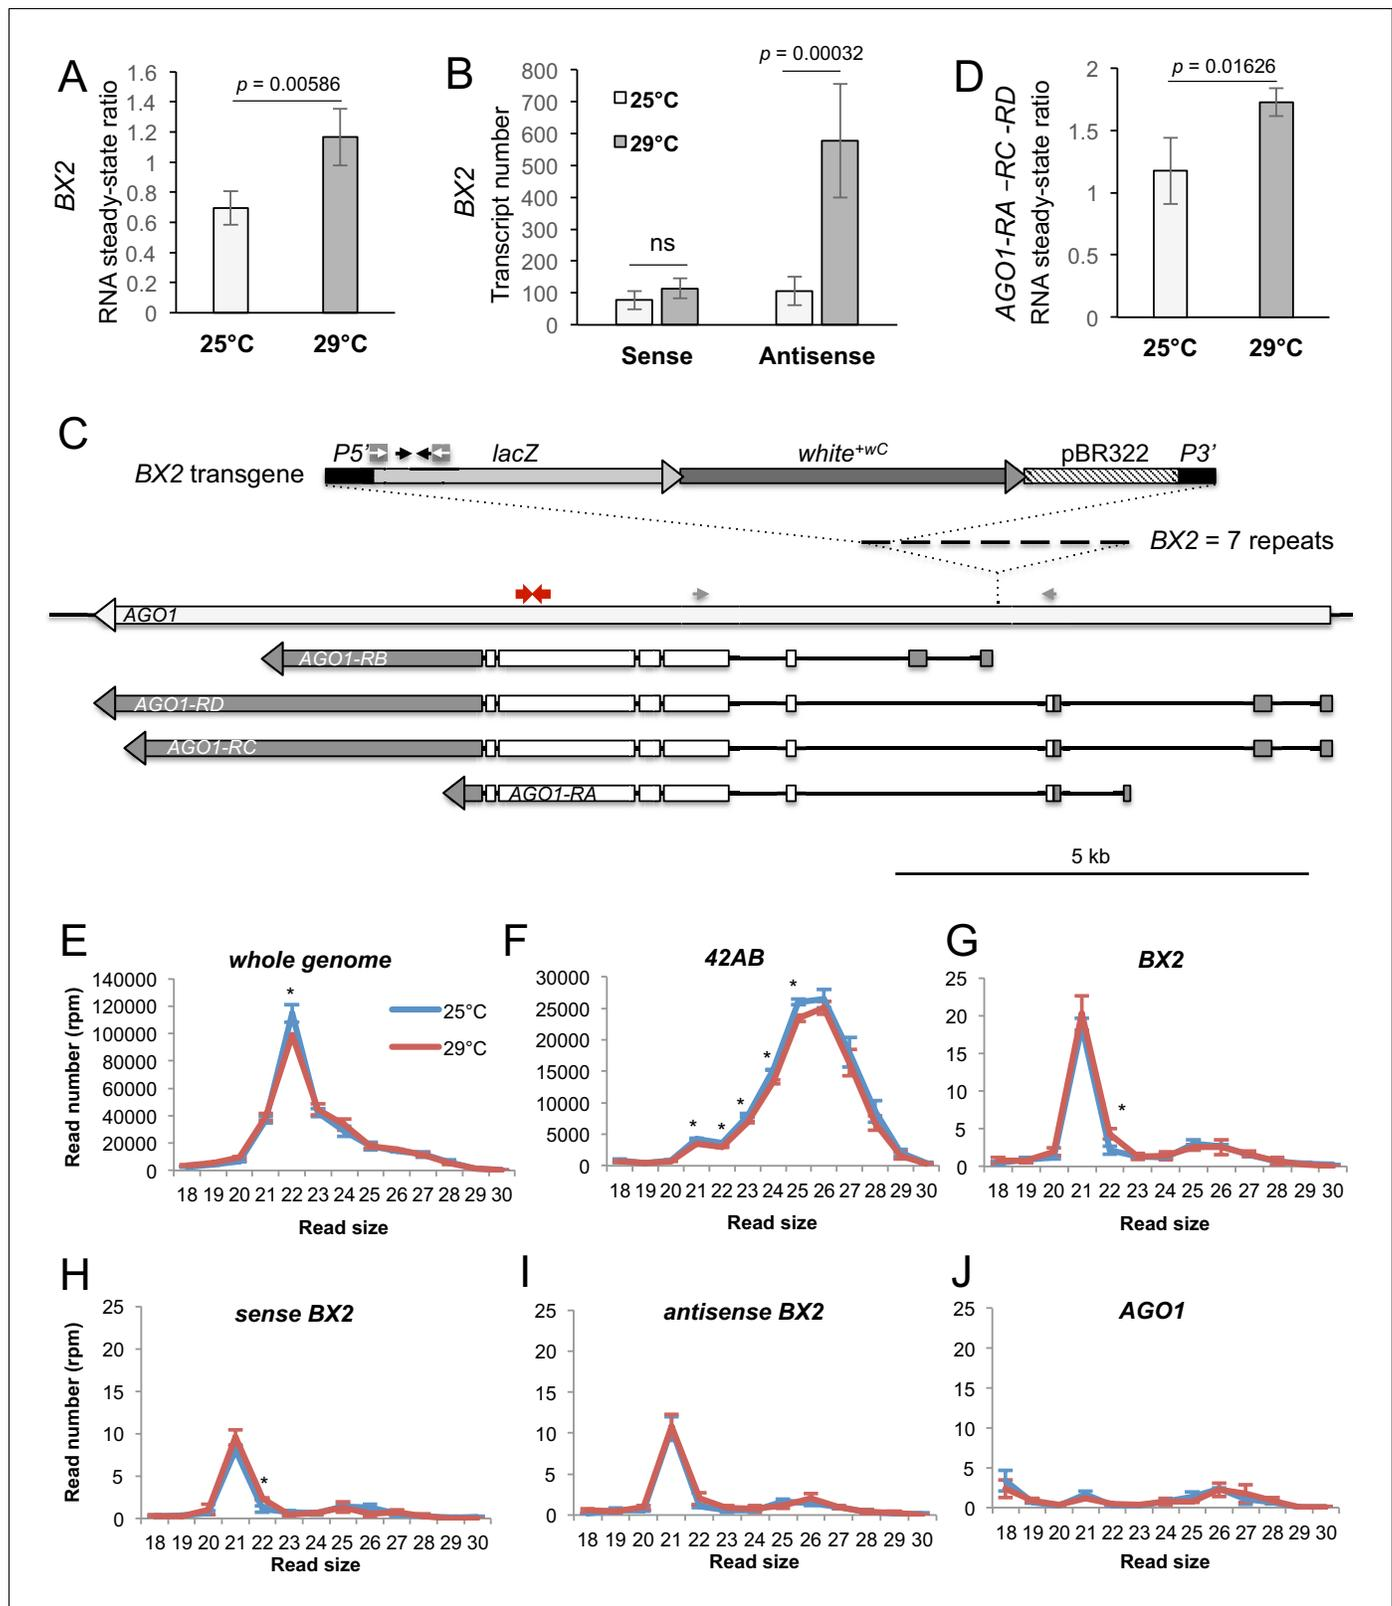 A
BX2
RNA steady-state ratio
1.6
1.4
1.2
1
0.8
0.6
0.4
0.2
0
p = 0.00586
25°C 29°C
B
BX2
Transcript number
800
700
600
500
400
300
200
100
0
25°C
29°C
ns
p = 0.00032
Sense Antisense
D
AGO1-RA –RC -RD
RNA steady-state ratio
2
1.5
1
0.5
0
p = 0.01626
25°C 29°C
C
P5' lacZ white+wC pBR322 P3'
BX2 transgene
BX2 = 7 repeats
AGO1
AGO1-RB
AGO1-RD
AGO1-RC
AGO1-RA
5 kb
E
whole genome
Read number (rpm)
140000
120000
100000
80000
60000
40000
20000
0
*
25°C
29°C
18 19 20 21 22 23 24 25 26 27 28 29 30
Read size
F
42AB
30000
25000
20000
15000
10000
5000
0
* * * * *
18 19 20 21 22 23 24 25 26 27 28 29 30
Read size
G
BX2
25
20
15
10
5
0
*
18 19 20 21 22 23 24 25 26 27 28 29 30
Read size
H
sense BX2
Read number (rpm)
25
20
15
10
5
0
*
18 19 20 21 22 23 24 25 26 27 28 29 30
Read size
I
antisense BX2
25
20
15
10
5
0
18 19 20 21 22 23 24 25 26 27 28 29 30
Read size
J
AGO1
25
20
15
10
5
0
18 19 20 21 22 23 24 25 26 27 28 29 30
Read size